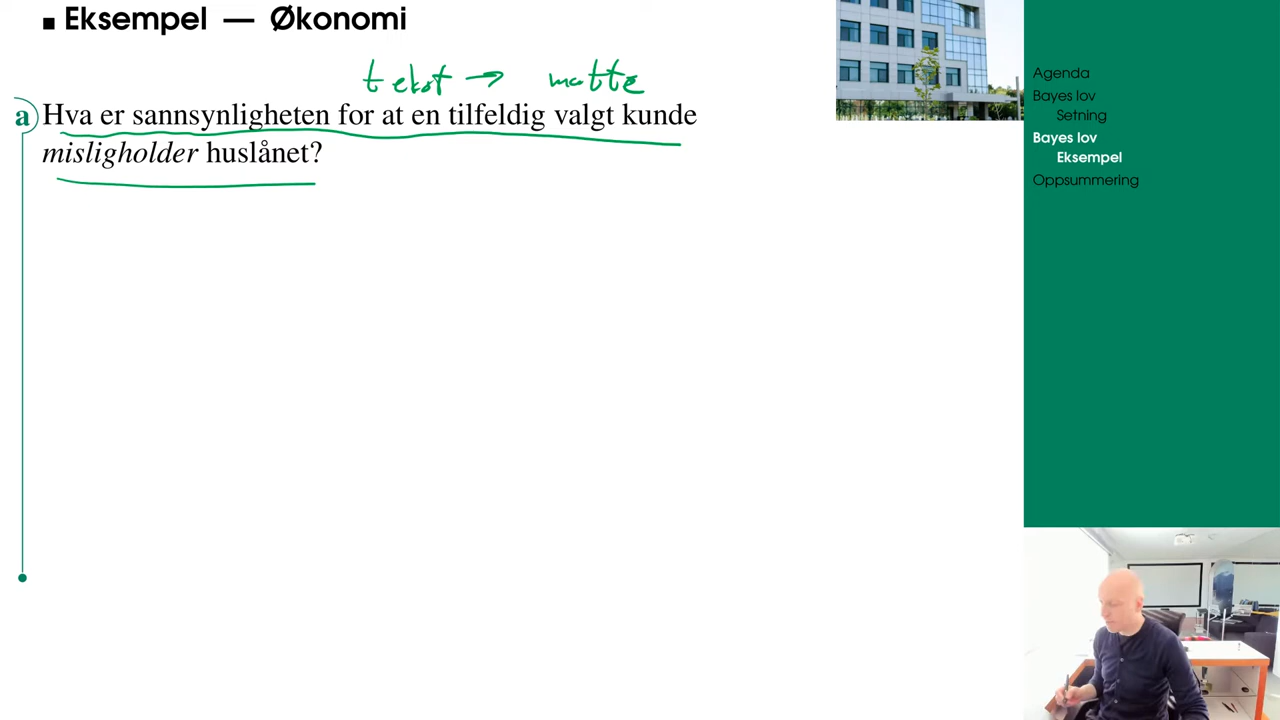 ■ Eksempel — Økonomi
tekst → matte
a Hva er sannsynligheten for at en tilfeldig valgt kunde
misligholder huslånet?
Agenda
Bayes lov
Setning
Bayes lov
Eksempel
Oppsummering